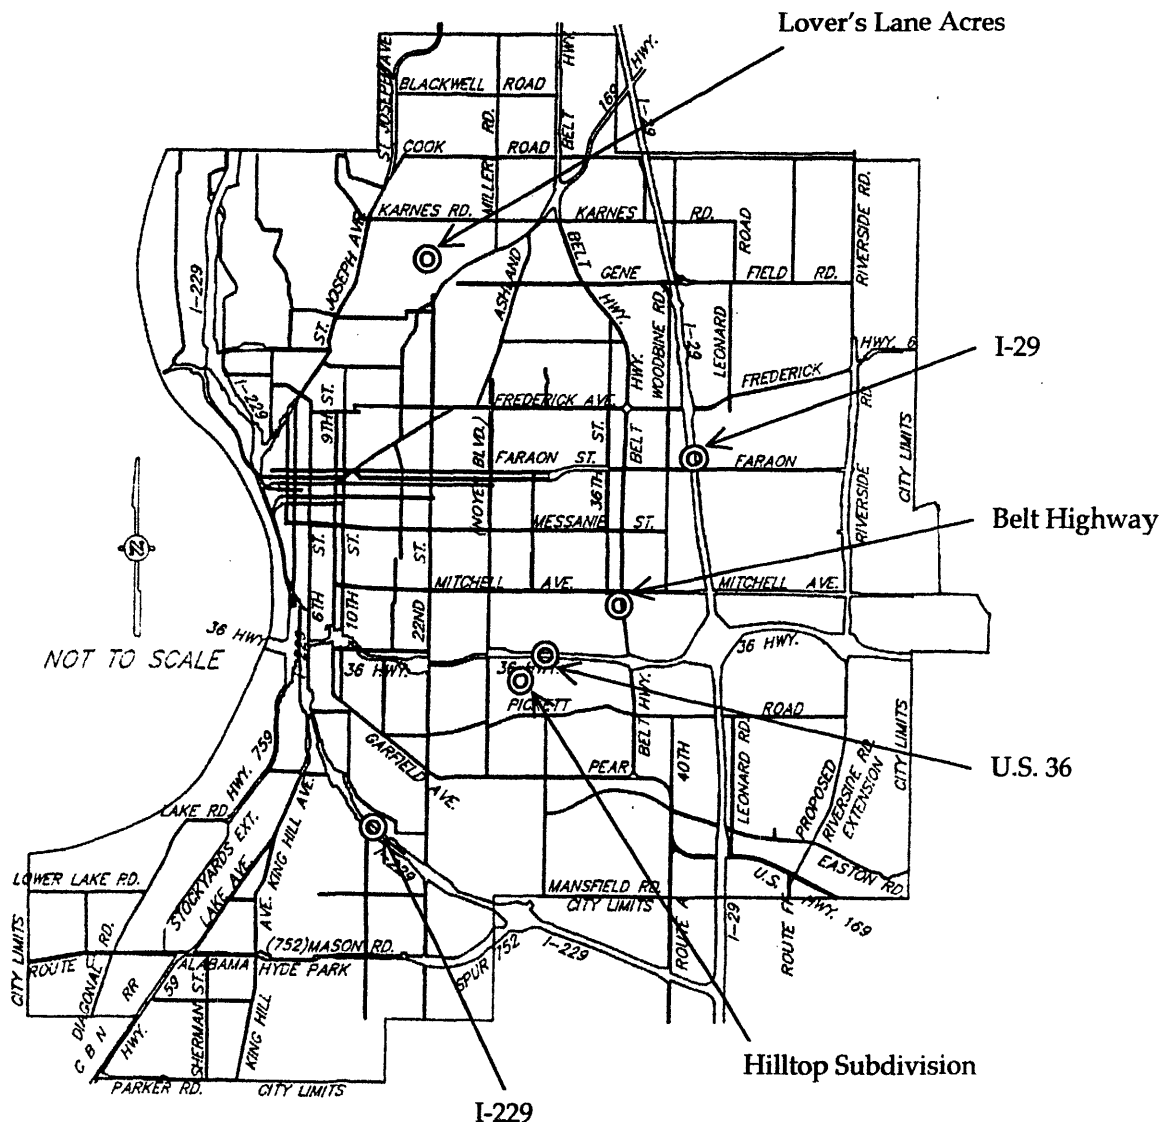 Lover's Lane Acres
ST. JOSEPH AVE
BLACKWELL ROAD
HWY.
BELT
169 HWY.
I-29
MILLER RD.
COOK ROAD
KARNES RD.
KARNES RD.
ROAD
RIVERSIDE RD.
I-229
ST. JOSEPH AVE
ASHLAND
BELT
GENE FIELD RD.
HWY.
WOODBINE RD.
I-29
LEONARD
HWY. 6
I-29
FREDERICK
HWY.
I-229
9TH ST.
FREDERICK AVE.
RD.
CITY LIMITS
(NOYES BLVD.)
FARAON ST.
36TH ST.
BELT
FARAON
RIVERSIDE
Belt Highway
MESSANIE ST.
N
6TH ST.
10TH ST.
22ND ST.
MITCHELL AVE.
MITCHELL AVE.
36 HWY.
NOT TO SCALE
I-229
36 HWY.
36 HWY.
36 HWY.
PICKETT ROAD
BELT HWY.
GARFIELD AVE.
PEAR
40TH
LEONARD RD.
PROPOSED
RIVERSIDE RD.
EXTENSION
CITY LIMITS
U.S. 36
HWY. 759
LAKE RD.
STOCKYARDS EXT.
LAKE AVE.
KING HILL AVE.
I-229
EASTON RD.
LOWER LAKE RD.
MANSFIELD RD.
CITY LIMITS
U.S. HWY. 169
CITY LIMITS
ROUTE
DIAGONAL RD.
AVE.
(752) MASON RD.
ALABAMA
HYDE PARK
KING HILL
SPUR 752
I-229
ROUTE A
I-29
ROUTE FF
C B N RR
HWY. 59
SHERMAN ST.
PARKER RD.
CITY LIMITS
Hilltop Subdivision
I-229